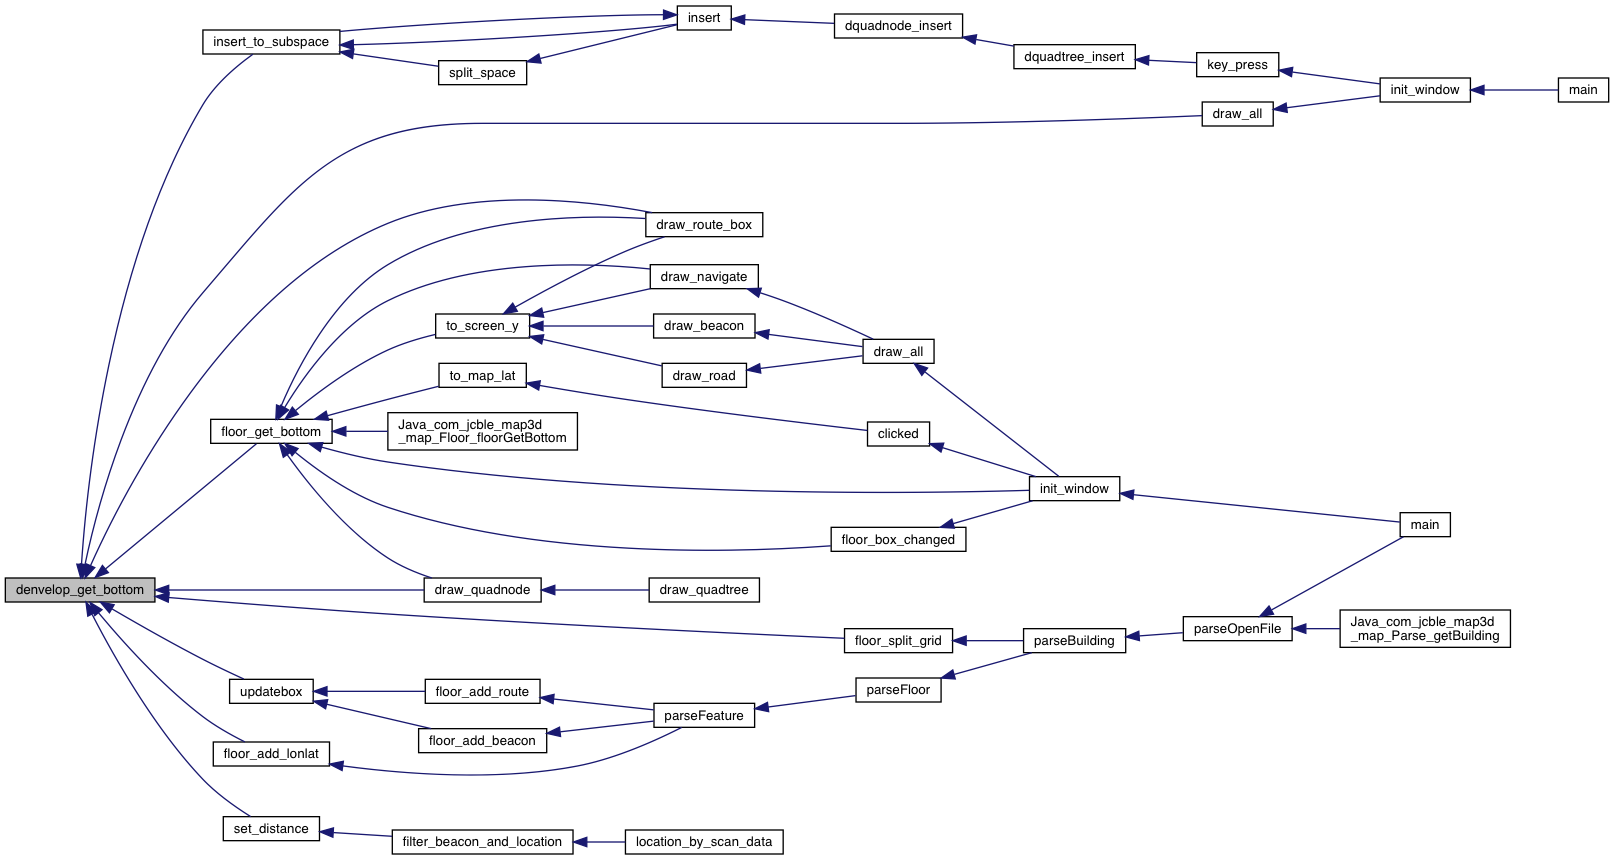 insert
insert_to_subspace
split_space
dquadnode_insert
dquadtree_insert
key_press
init_window
main
draw_all
draw_route_box
draw_navigate
to_screen_y
draw_beacon
draw_all
draw_road
to_map_lat
floor_get_bottom
Java_com_jcble_map3d
_map_Floor_floorGetBottom
clicked
init_window
floor_box_changed
main
denvelop_get_bottom
draw_quadnode
draw_quadtree
floor_split_grid
parseBuilding
parseOpenFile
Java_com_jcble_map3d
_map_Parse_getBuilding
updatebox
floor_add_route
parseFloor
parseFeature
floor_add_beacon
floor_add_lonlat
set_distance
filter_beacon_and_location
location_by_scan_data